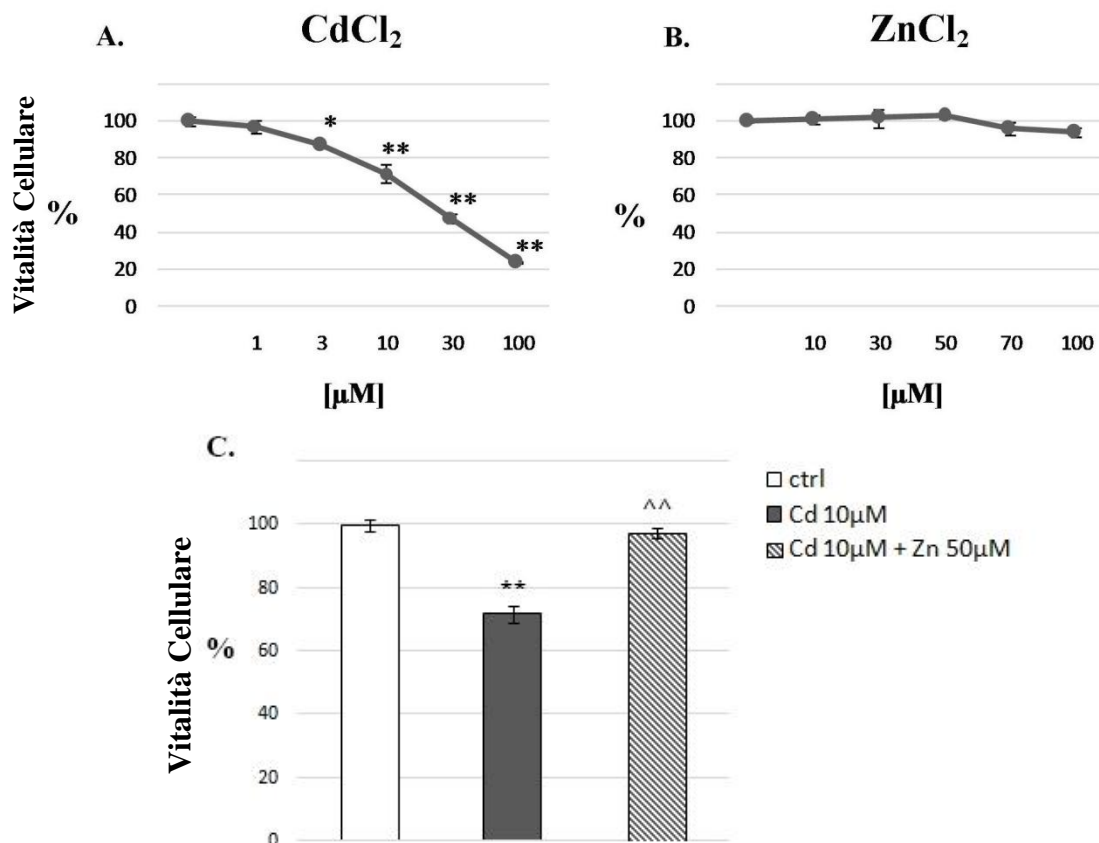 A.
CdCl₂
Vitalità Cellulare
%
100
80
60
40
20
0
*
**
**
**
1 3 10 30 100
[µM]
B.
ZnCl₂
%
100
80
60
40
20
0
10 30 50 70 100
[µM]
C.
Vitalità Cellulare
%
100
80
60
40
20
0
**
^^
ctrl
Cd 10µM
Cd 10µM + Zn 50µM